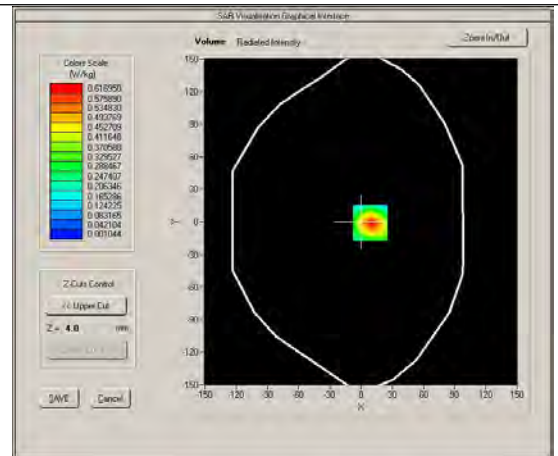 SAR Visualisation Graphical Interface
Volume Radiated Intensity
Zoom In/Out
Colors Scale
(W/kg)
0.616950
0.575890
0.534830
0.493769
0.452709
0.411648
0.370588
0.329527
0.288467
0.247407
0.206346
0.165286
0.124225
0.083165
0.042104
0.001044
150
120
90
60
30
0
-30
-60
-90
-120
-150
Y
-150 -120 -90 -60 -30 0 30 60 90 120 150
X
Z-Cuts Control
<< Upper Cut
Z = 4.0 mm
SAVE Cancel